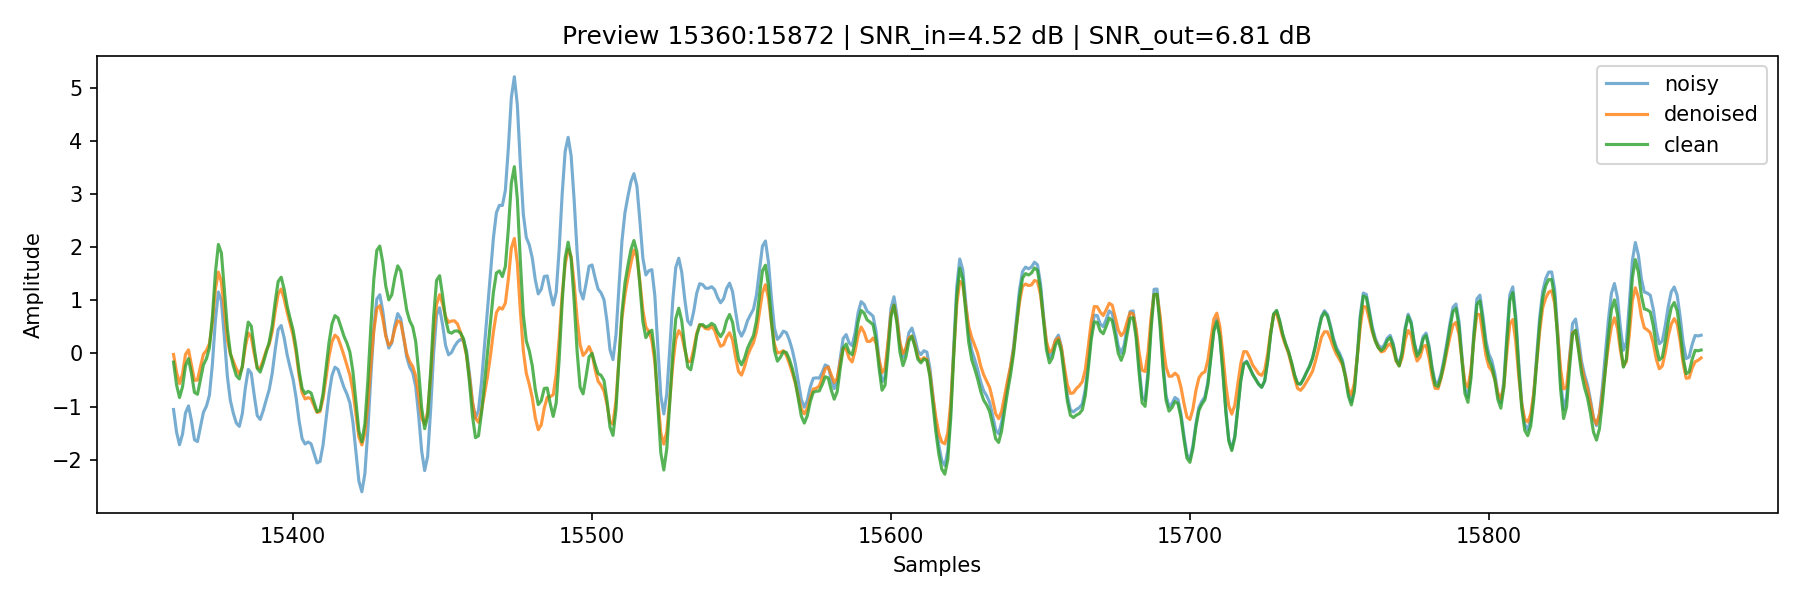 Preview 15360:15872 | SNR_in=4.52 dB | SNR_out=6.81 dB
noisy
denoised
clean
Amplitude
5
4
3
2
1
0
−1
−2
15400
15500
15600
15700
15800
Samples